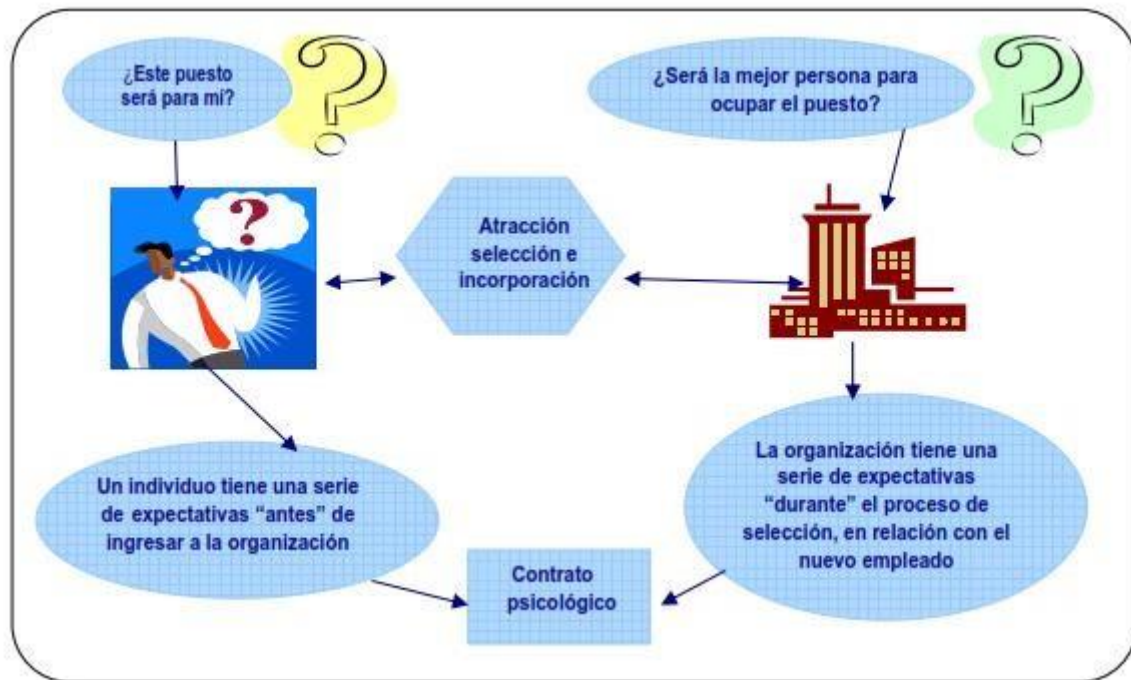 ¿Este puesto
será para mí?
¿Será la mejor persona para
ocupar el puesto?
Atracción
selección e
incorporación
Un individuo tiene una serie
de expectativas “antes” de
ingresar a la organización
La organización tiene una
serie de expectativas
“durante” el proceso de
selección, en relación con el
nuevo empleado
Contrato
psicológico